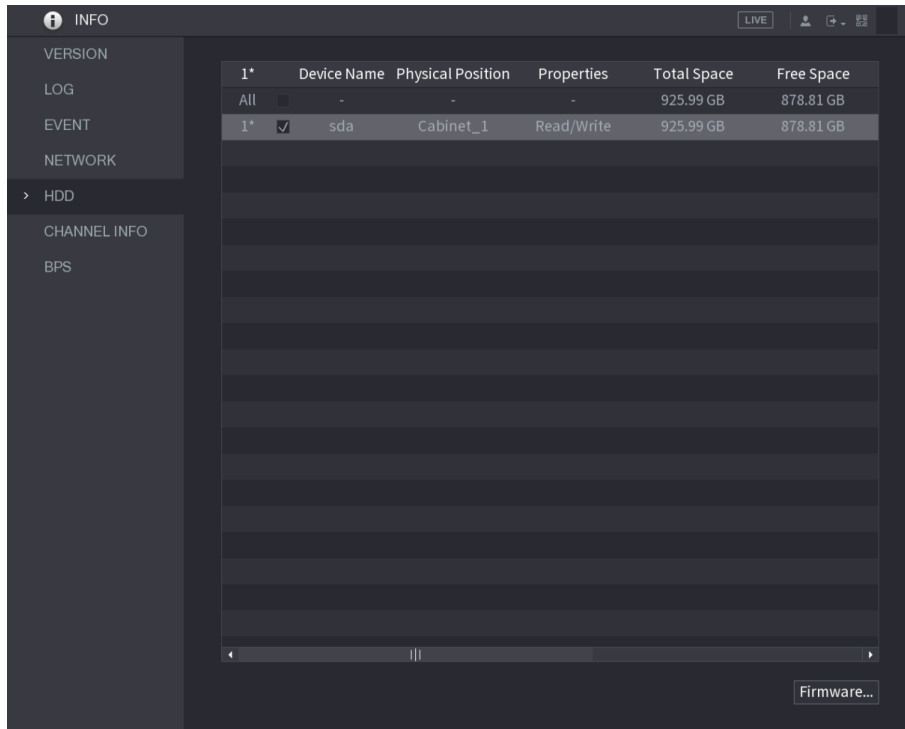 INFO LIVE
VERSION
LOG
EVENT
NETWORK
> HDD
CHANNEL INFO
BPS
1* Device Name Physical Position Properties Total Space Free Space
All - - - 925.99 GB 878.81 GB
1* sda Cabinet_1 Read/Write 925.99 GB 878.81 GB
Firmware...